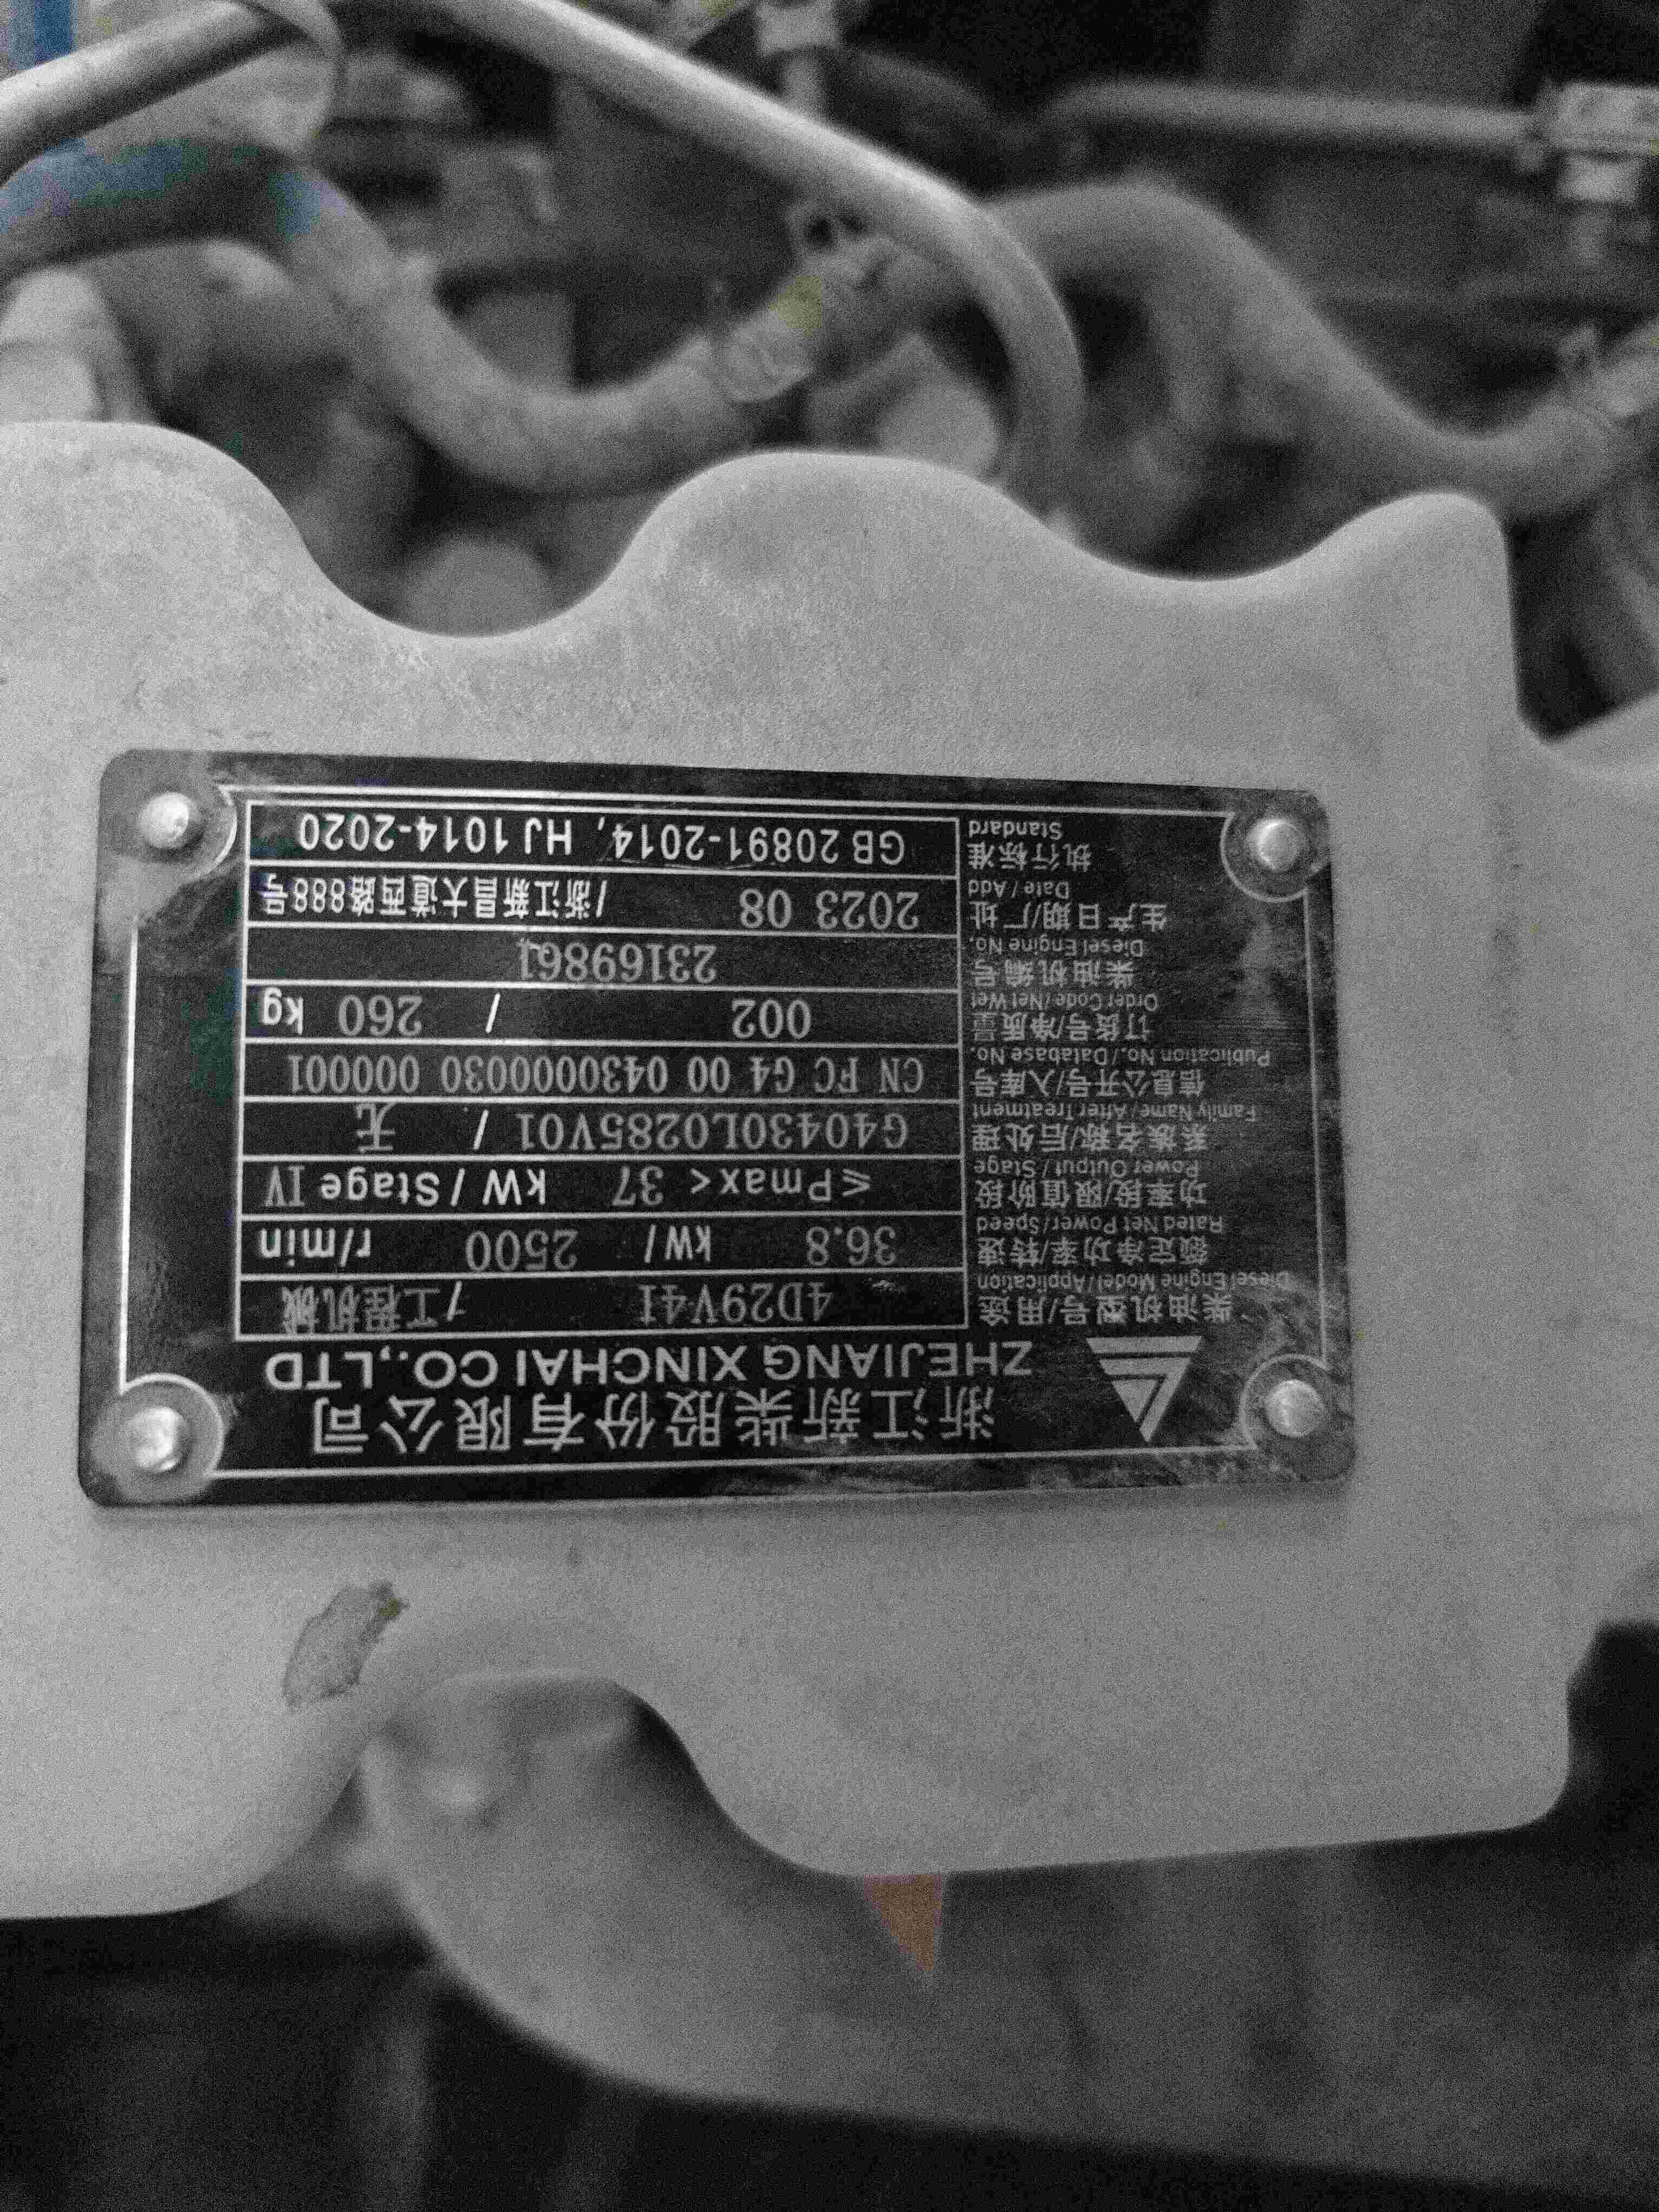 浙江新柴股份有限公司
ZHEJIANG XINCHAI CO.,LTD
柴油机型号/用途 4D29V41 /工程机械
Diesel Engine Model/Application
额定净功率/转速 36.8 kW/ 2500 r/min
Rated Net Power/Speed
功率段/限值阶段 ≤Pmax< 37 kW/Stage IV
Power Output/Stage
系族名称/后处理 G40430L0285V01 / 无
Family Name/After Treatment
信息公开号/入库号 CN FC G4 00 0430000030 000001
Publication No./Database No.
订货号/净质量 002 / 260 kg
Order Code/Net Wet
柴油机编号
Diesel Engine No.
生产日期/厂址 2023 08 /浙江新昌大道西路888号
Date/Add
执行标准 GB 20891-2014, HJ 1014-2020
Standard